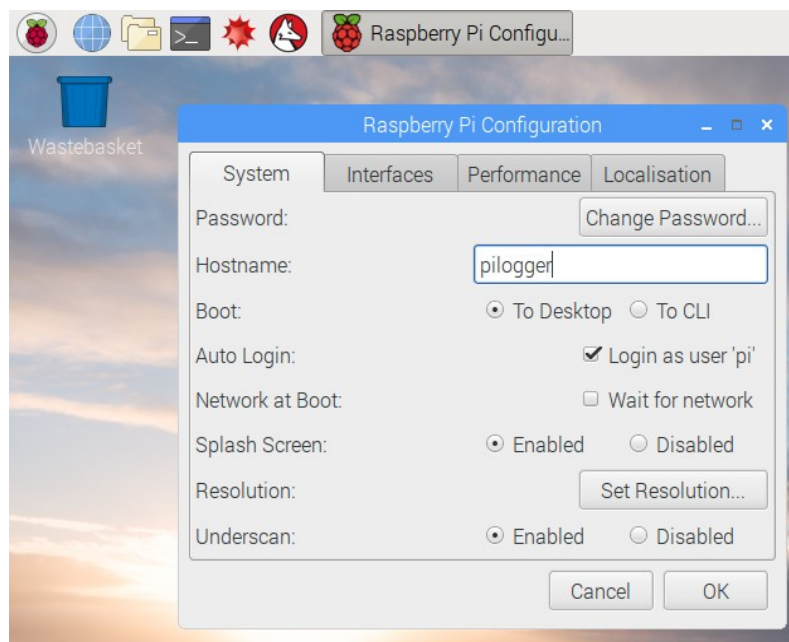 Raspberry Pi Configu...
Wastebasket
Raspberry Pi Configuration
System Interfaces Performance Localisation
Password: Change Password...
Hostname: pilogger
Boot: To Desktop To CLI
Auto Login: Login as user 'pi'
Network at Boot: Wait for network
Splash Screen: Enabled Disabled
Resolution: Set Resolution...
Underscan: Enabled Disabled
Cancel OK